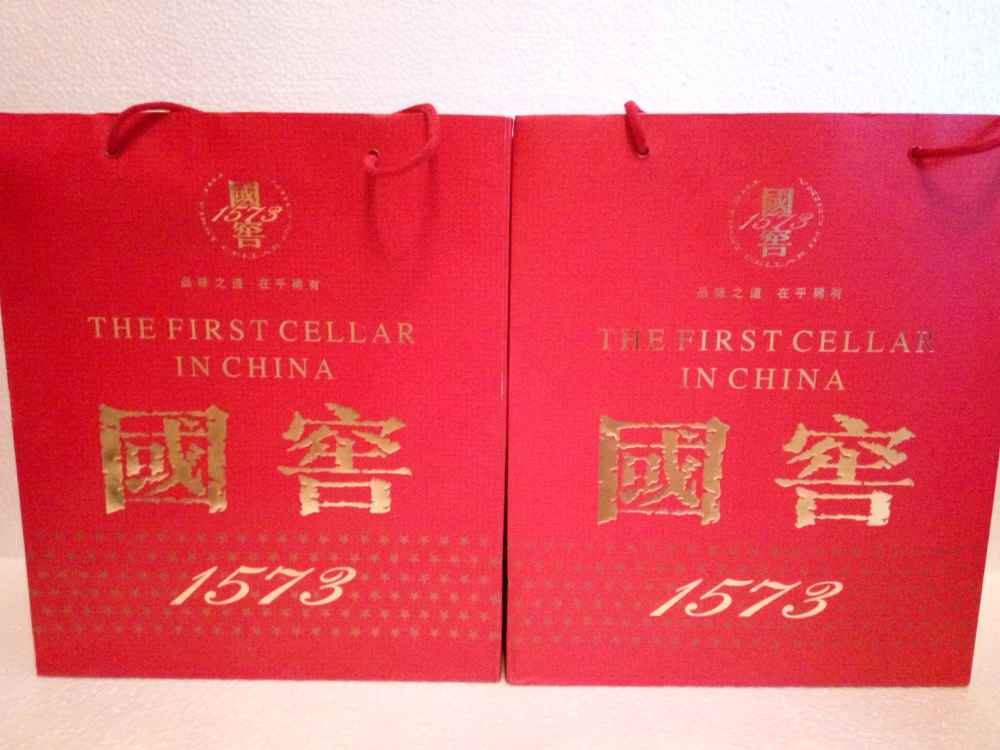 國
1573
窖
品味之道 在乎稀有
THE FIRST CELLAR
IN CHINA
國窖
1573
國
1573
窖
品味之道 在乎稀有
THE FIRST CELLAR
IN CHINA
國窖
1573